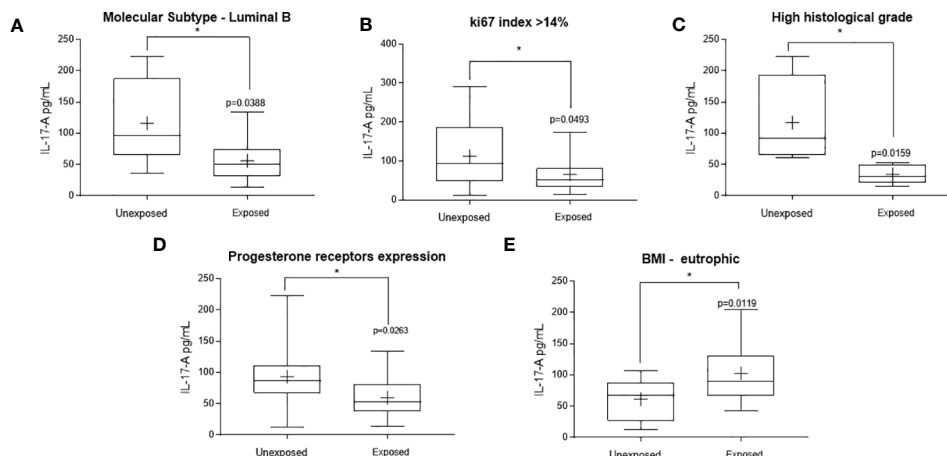 A
Molecular Subtype - Luminal B
*
IL-17-A pg/mL
250
200
150
100
50
0
p=0.0388
Unexposed
Exposed
B
ki67 index >14%
*
IL-17-A pg/mL
400
300
200
100
0
p=0.0493
Unexposed
Exposed
C
High histological grade
*
IL-17-A pg/mL
250
200
150
100
50
0
p=0.0159
Unexposed
Exposed
D
Progesterone receptors expression
*
IL-17-A pg/mL
250
200
150
100
50
0
p=0.0263
Unexposed
Exposed
E
BMI - eutrophic
*
IL-17-A pg/mL
250
200
150
100
50
0
p=0.0119
Unexposed
Exposed